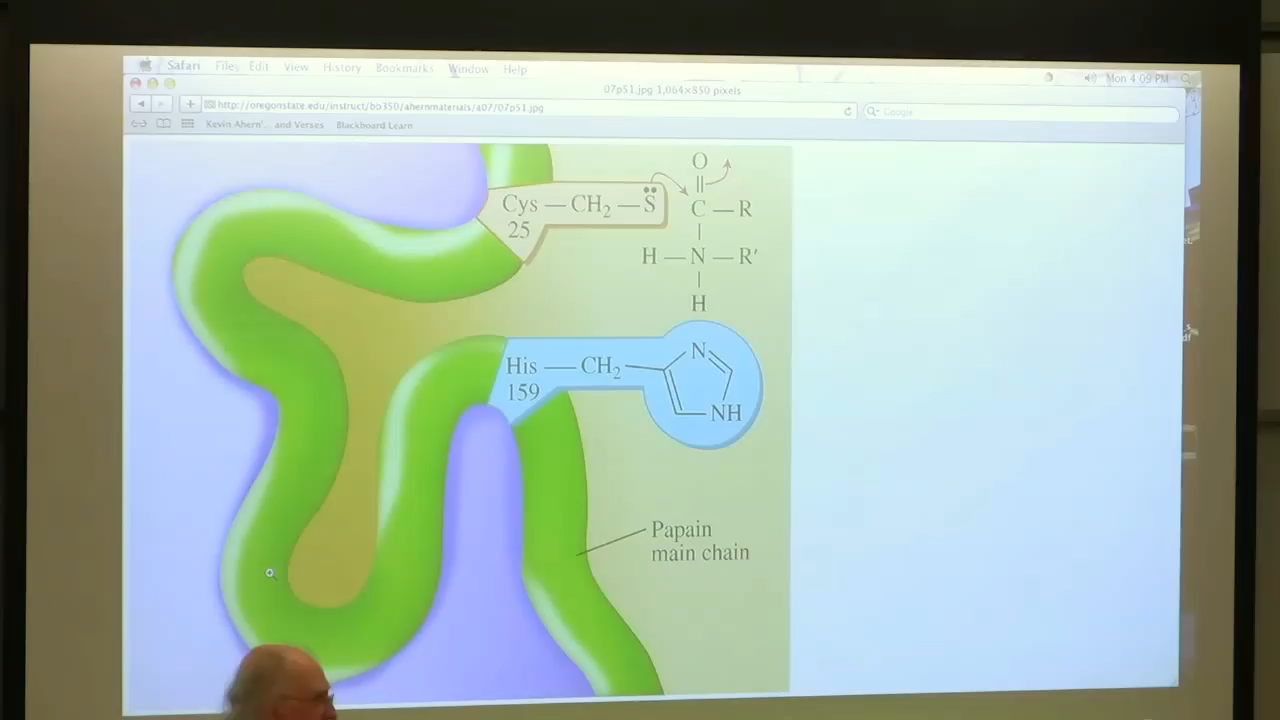 Safari File Edit View History Bookmarks Window Help Mon 4:09 PM
07p51.jpg 1,064×850 pixels
http://oregonstate.edu/instruct/bb350/ahernmaterials/a07/07p51.jpg Google
Kevin Ahern'. and Verses Blackboard Learn
O
Cys — CH2 — S C — R
25
H — N — R'
H
His — CH2 N
159
NH
Papain
main chain